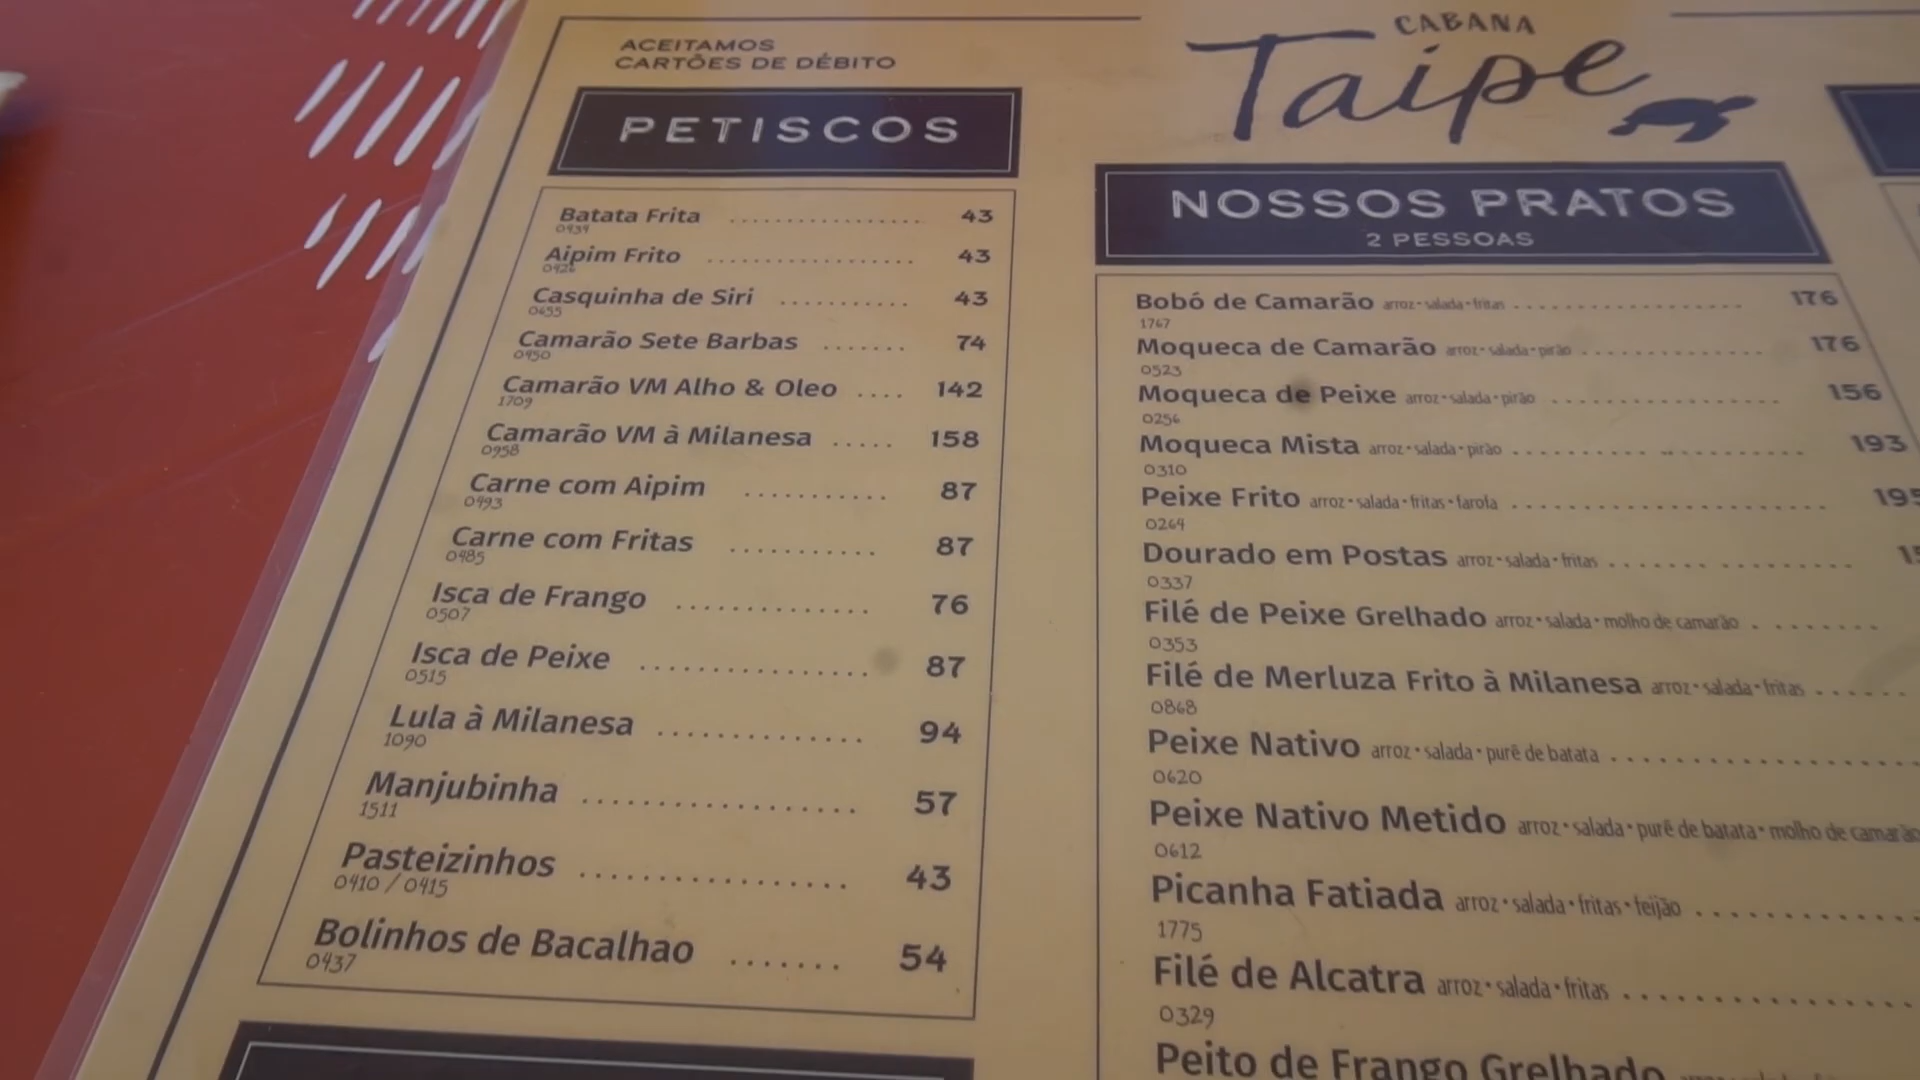 ACEITAMOS
CARTÕES DE DÉBITO
PETISCOS
Batata Frita ................. 43
0939
Aipim Frito ................. 43
0926
Casquinha de Siri ........... 43
0655
Camarão Sete Barbas ....... 74
0950
Camarão VM Alho & Oleo .... 142
1709
Camarão VM à Milanesa ..... 158
0958
Carne com Aipim ........... 87
0493
Carne com Fritas ........... 87
0485
Isca de Frango .............. 76
0507
Isca de Peixe ................ 87
0515
Lula à Milanesa .............. 94
1090
Manjubinha ................... 57
1511
Pasteizinhos ................. 43
0410 / 0415
Bolinhos de Bacalhao ....... 54
0437
CABANA
Taipe
NOSSOS PRATOS
2 PESSOAS
Bobó de Camarão arroz • salada • fritas ................... 176
1767
Moqueca de Camarão arroz • salada • pirão ............... 176
0523
Moqueca de Peixe arroz • salada • pirão ................... 156
0256
Moqueca Mista arroz • salada • pirão ....................... 193
0310
Peixe Frito arroz • salada • fritas • farofa ........................ 195
0264
Dourado em Postas arroz • salada • fritas ...................
0337
Filé de Peixe Grelhado arroz • salada • molho de camarão ........
0353
Filé de Merluza Frito à Milanesa arroz • salada • fritas ......
0868
Peixe Nativo arroz • salada • purê de batata ....................
0620
Peixe Nativo Metido arroz • salada • purê de batata • molho de camarão
0612
Picanha Fatiada arroz • salada • fritas • feijão ...............
1775
Filé de Alcatra arroz • salada • fritas ....................
0329
Peito de Frango Grelhado